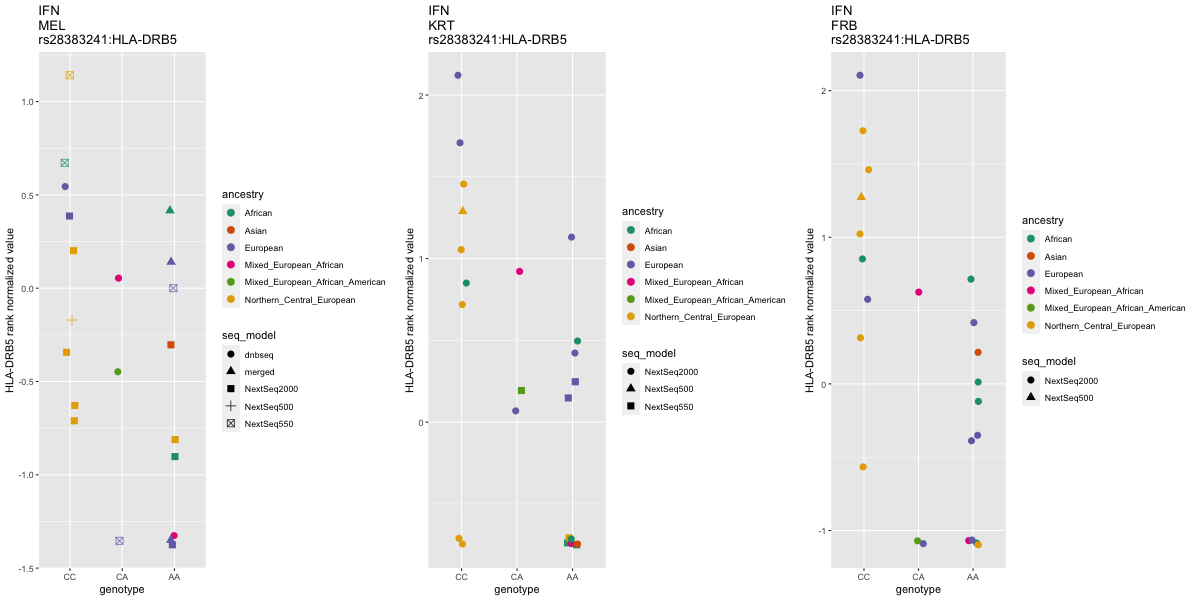 IFN
MEL
rs28383241:HLA-DRB5
HLA-DRB5 rank normalized value
1.0
0.5
0.0
-0.5
-1.0
-1.5
CC
CA
AA
genotype
ancestry
African
Asian
European
Mixed_European_African
Mixed_European_African_American
Northern_Central_European
seq_model
dnbseq
merged
NextSeq2000
NextSeq500
NextSeq550
IFN
KRT
rs28383241:HLA-DRB5
HLA-DRB5 rank normalized value
2
1
0
CC
CA
AA
genotype
ancestry
African
Asian
European
Mixed_European_African
Mixed_European_African_American
Northern_Central_European
seq_model
NextSeq2000
NextSeq500
NextSeq550
IFN
FRB
rs28383241:HLA-DRB5
HLA-DRB5 rank normalized value
2
1
0
-1
CC
CA
AA
genotype
ancestry
African
Asian
European
Mixed_European_African
Mixed_European_African_American
Northern_Central_European
seq_model
NextSeq2000
NextSeq500